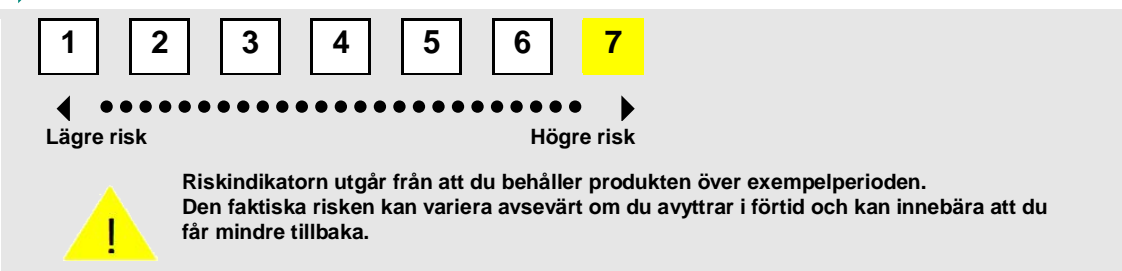 1 2 3 4 5 6 7
Lägre risk Högre risk
Riskindikatorn utgår från att du behåller produkten över exempelperioden.
Den faktiska risken kan variera avsevärt om du avyttrar i förtid och kan innebära att du
får mindre tillbaka.
!